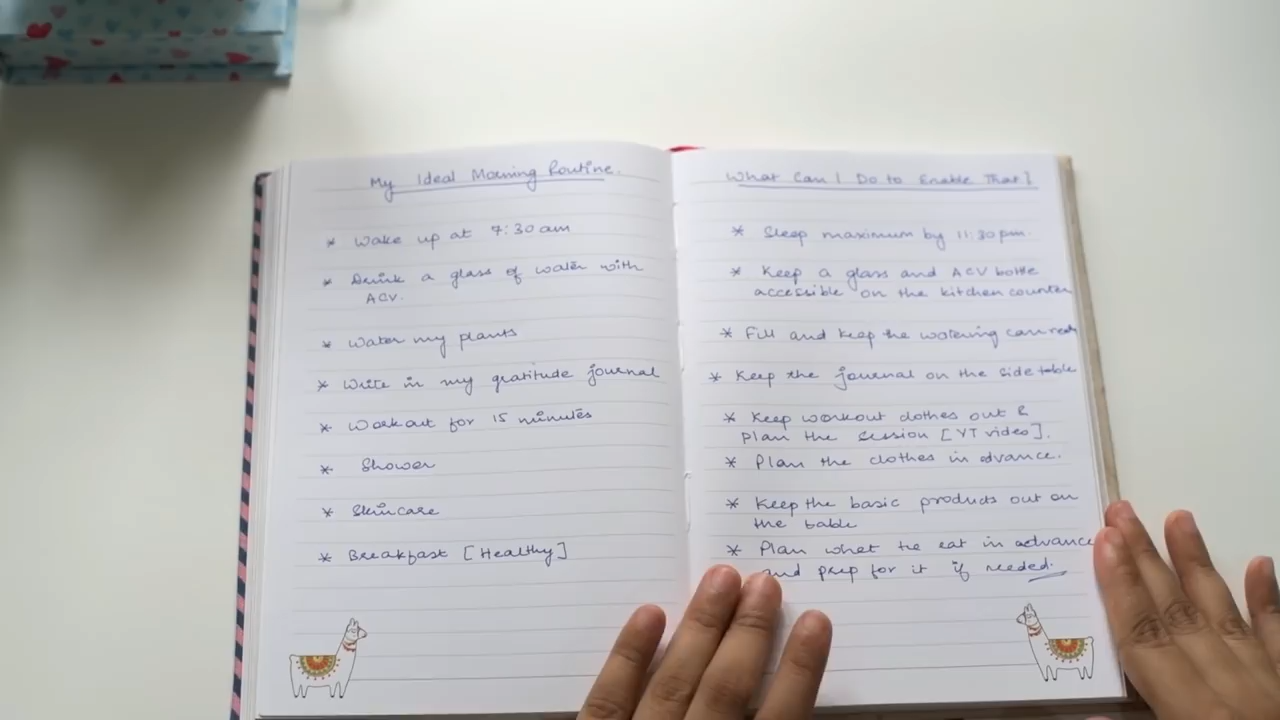 My Ideal Morning Routine.
* Wake up at 7:30 am
* Drink a glass of water with
ACV.
* Water my plants
* Write in my gratitude journal
* Workout for 15 minutes
* Shower
* Skincare
* Breakfast [Healthy]
What Can I Do to Enable That?
* Sleep maximum by 11:30 pm.
* Keep a glass and ACV bottle
accessible on the kitchen counter
* Fill and keep the watering can
* Keep the journal on the side table
* Keep workout clothes out &
plan the session [YT video].
* Plan the clothes in advance.
* Keep the basic products out on
the table
* Plan what to eat in advance
and prep for it if needed.